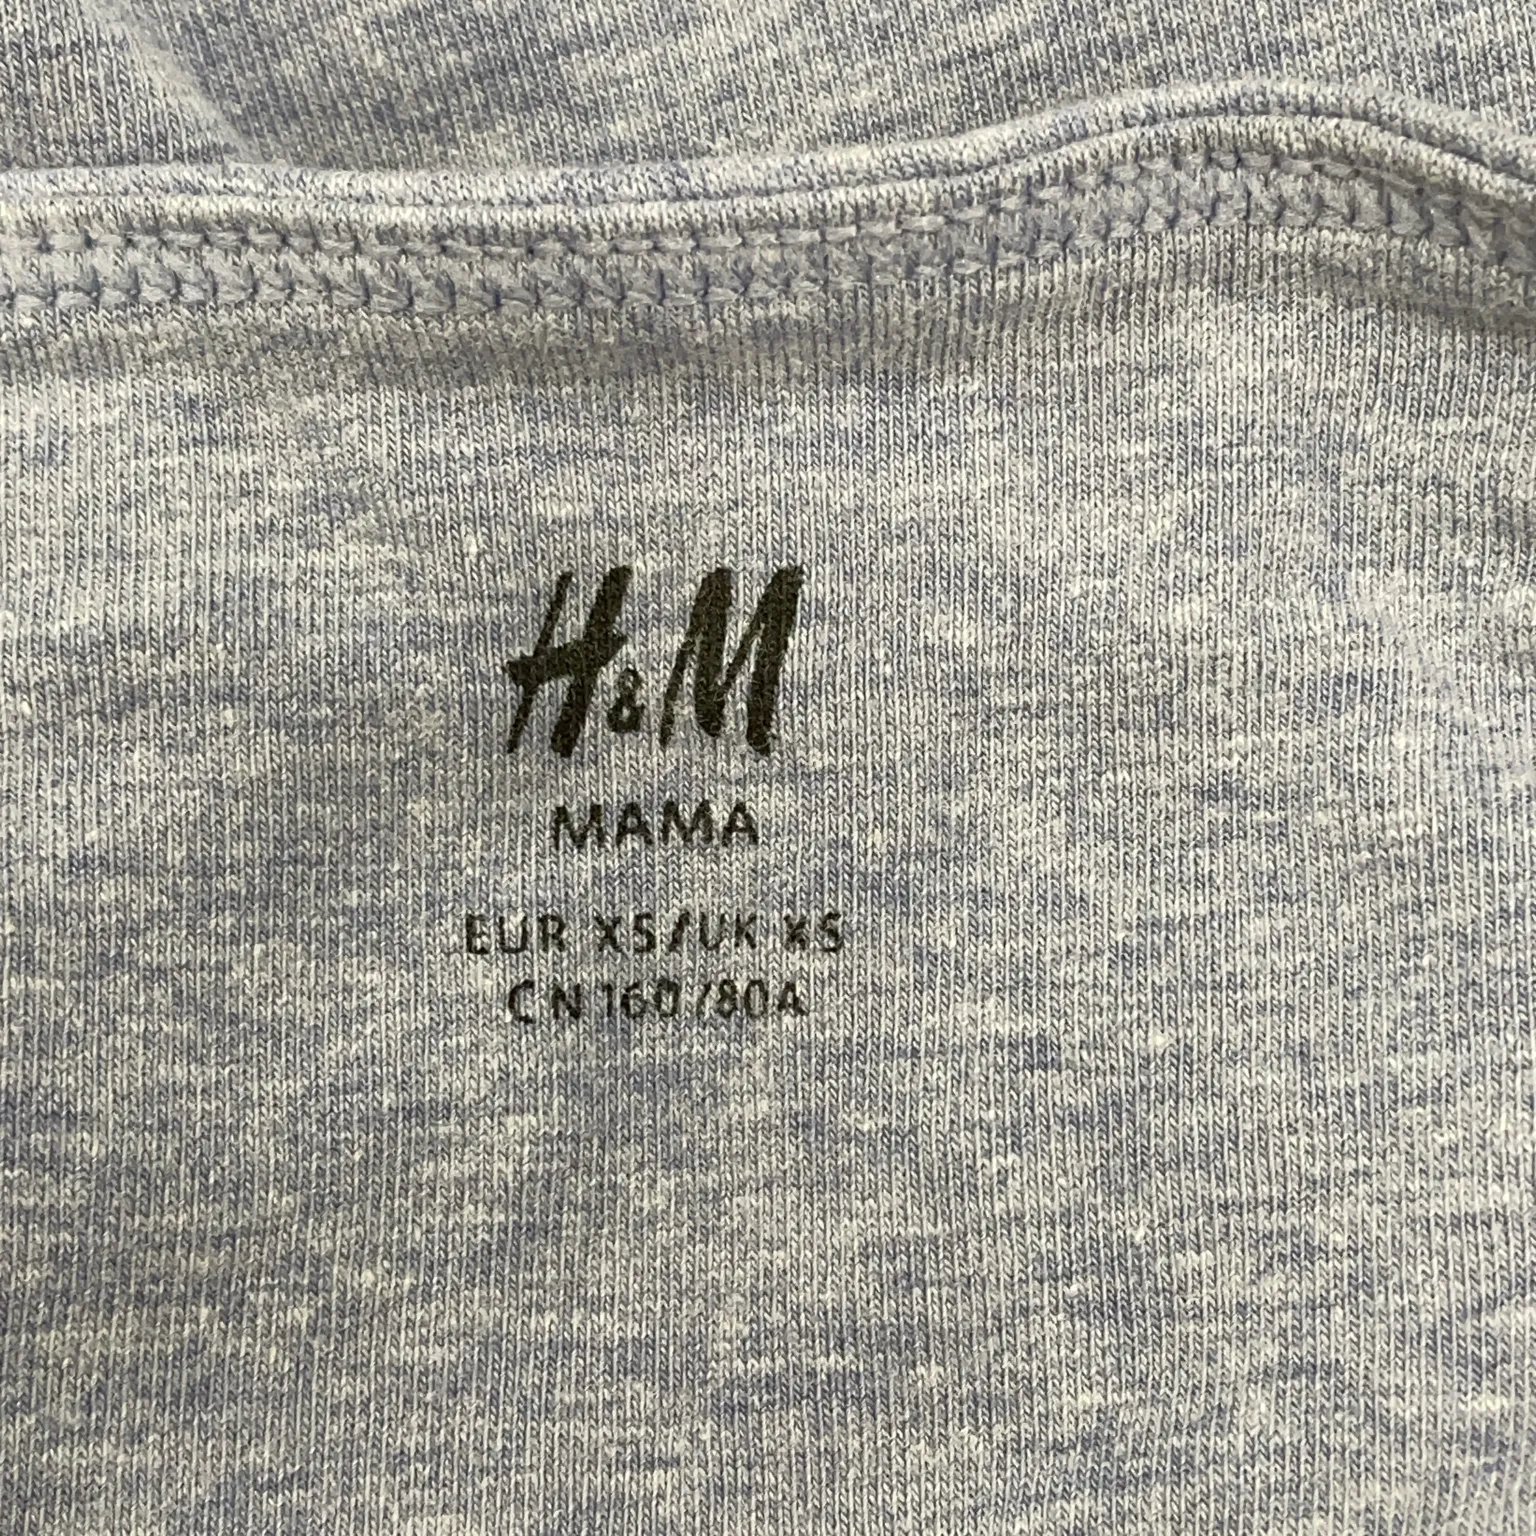 H&M
MAMA
EUR XS/UK XS
CN 160/80A